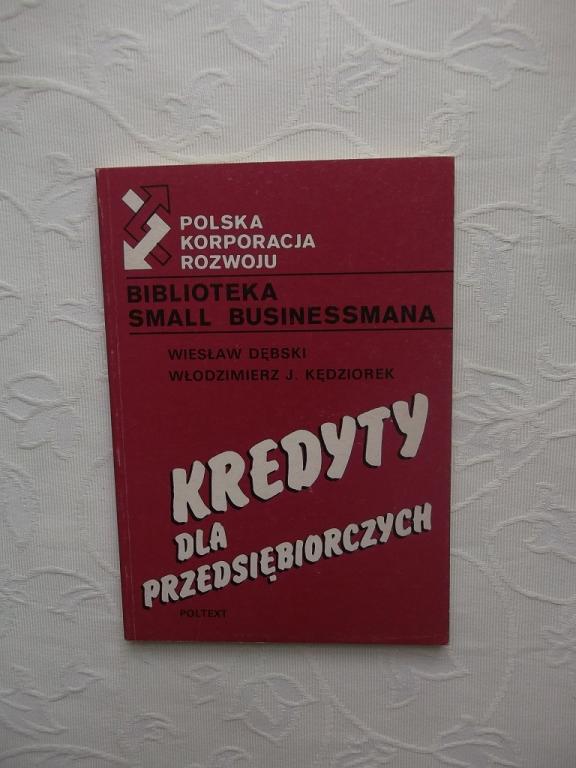 POLSKA
KORPORACJA
ROZWOJU
BIBLIOTEKA
SMALL BUSINESSMANA
WIESŁAW DĘBSKI
WŁODZIMIERZ J. KĘDZIOREK
KREDYTY
DLA
PRZEDSIĘBIORCZYCH
POLTEXT